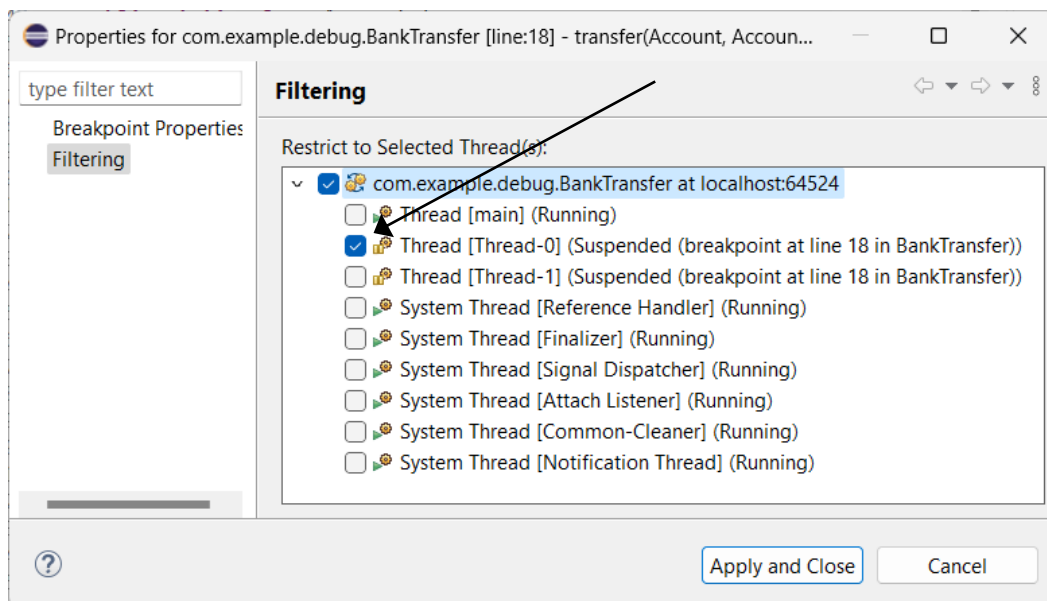 Properties for com.example.debug.BankTransfer [line:18] - transfer(Account, Accoun...
type filter text
Filtering
Breakpoint Properties
Filtering
Restrict to Selected Thread(s):
com.example.debug.BankTransfer at localhost:64524
Thread [main] (Running)
Thread [Thread-0] (Suspended (breakpoint at line 18 in BankTransfer))
Thread [Thread-1] (Suspended (breakpoint at line 18 in BankTransfer))
System Thread [Reference Handler] (Running)
System Thread [Finalizer] (Running)
System Thread [Signal Dispatcher] (Running)
System Thread [Attach Listener] (Running)
System Thread [Common-Cleaner] (Running)
System Thread [Notification Thread] (Running)
?
Apply and Close
Cancel